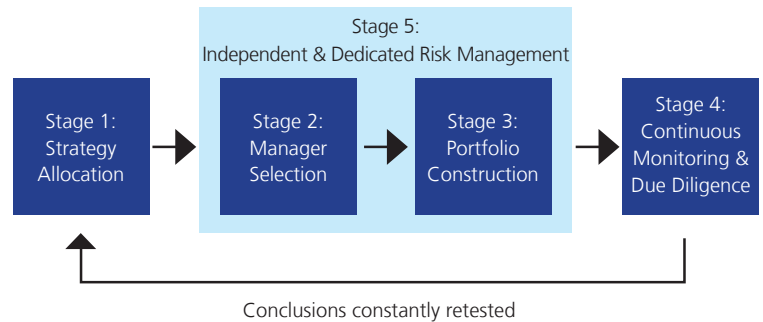 Stage 5:
Independent & Dedicated Risk Management
Stage 1:
Strategy
Allocation
Stage 2:
Manager
Selection
Stage 3:
Portfolio
Construction
Stage 4:
Continuous
Monitoring &
Due Diligence
Conclusions constantly retested